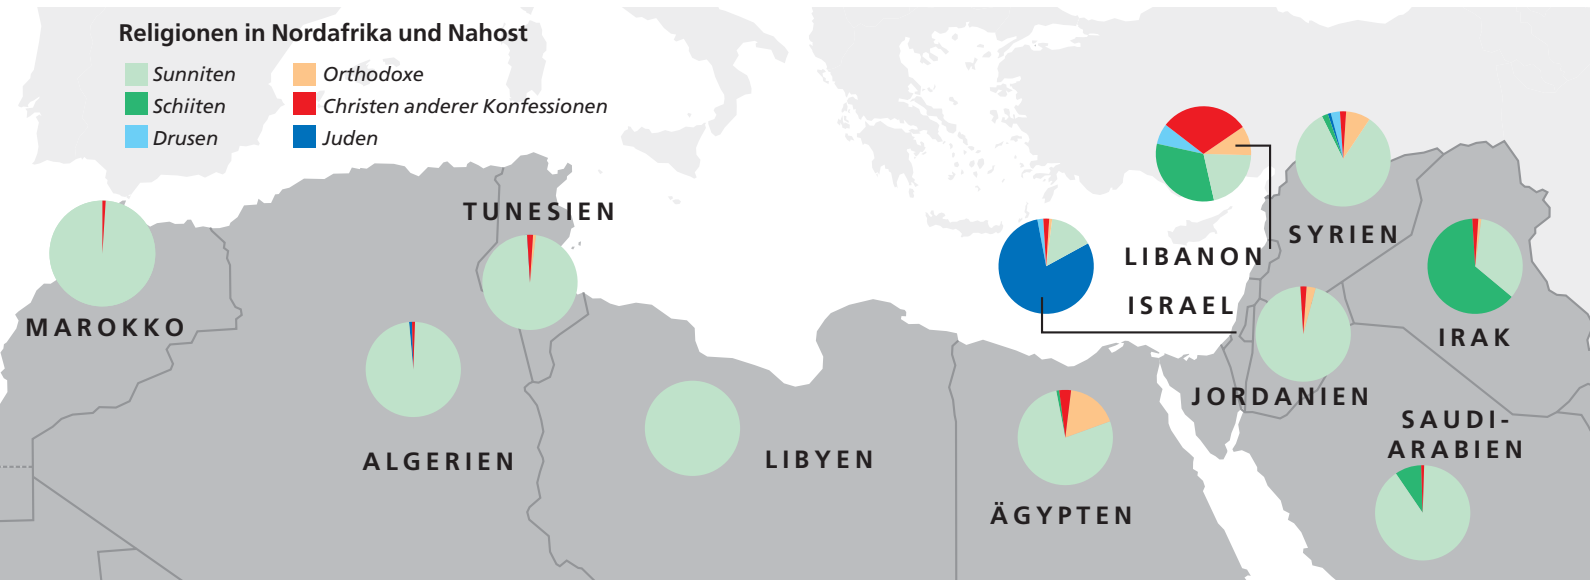 Religionen in Nordafrika und Nahost
Sunniten
Schiiten
Drusen
Orthodoxe
Christen anderer Konfessionen
Juden
TUNESIEN
MAROKKO
ALGERIEN
LIBYEN
ÄGYPTEN
LIBANON
ISRAEL
SYRIEN
JORDANIEN
IRAK
SAUDI-
ARABIEN